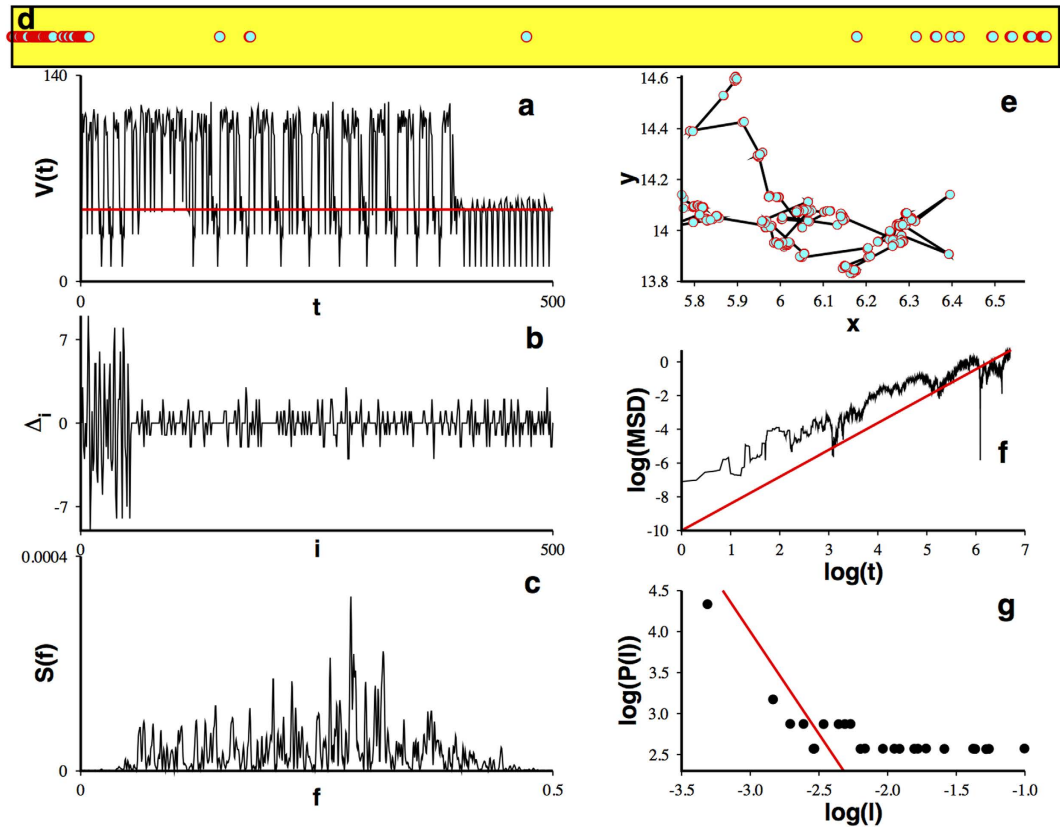 d
140
V(t)
0
a
0
t
500
14.6
14.4
14.2
14
13.8
y
e
5.8 5.9 6 6.1 6.2 6.3 6.4 6.5
x
7
0
-7
Δi
b
0
i
500
0
-2
-4
-6
-8
-10
log(MSD)
f
0 1 2 3 4 5 6 7
log(t)
0.0004
S(f)
0
c
0
f
0.5
4.5
4.0
3.5
3.0
2.5
log(P(l))
g
-3.5 -3.0 -2.5 -2.0 -1.5 -1.0
log(l)